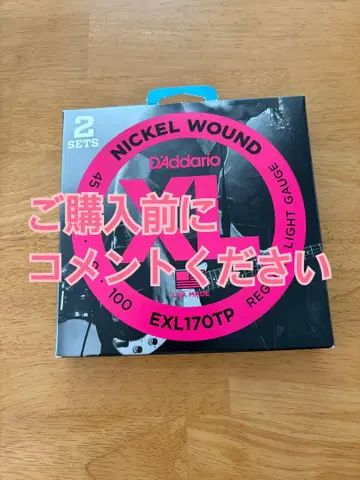 2
SETS
NICKEL WOUND
D'Addario
XL
45
100
LIGHT GAUGE
USA MADE
EXL170TP
ご購入前に
コメントください